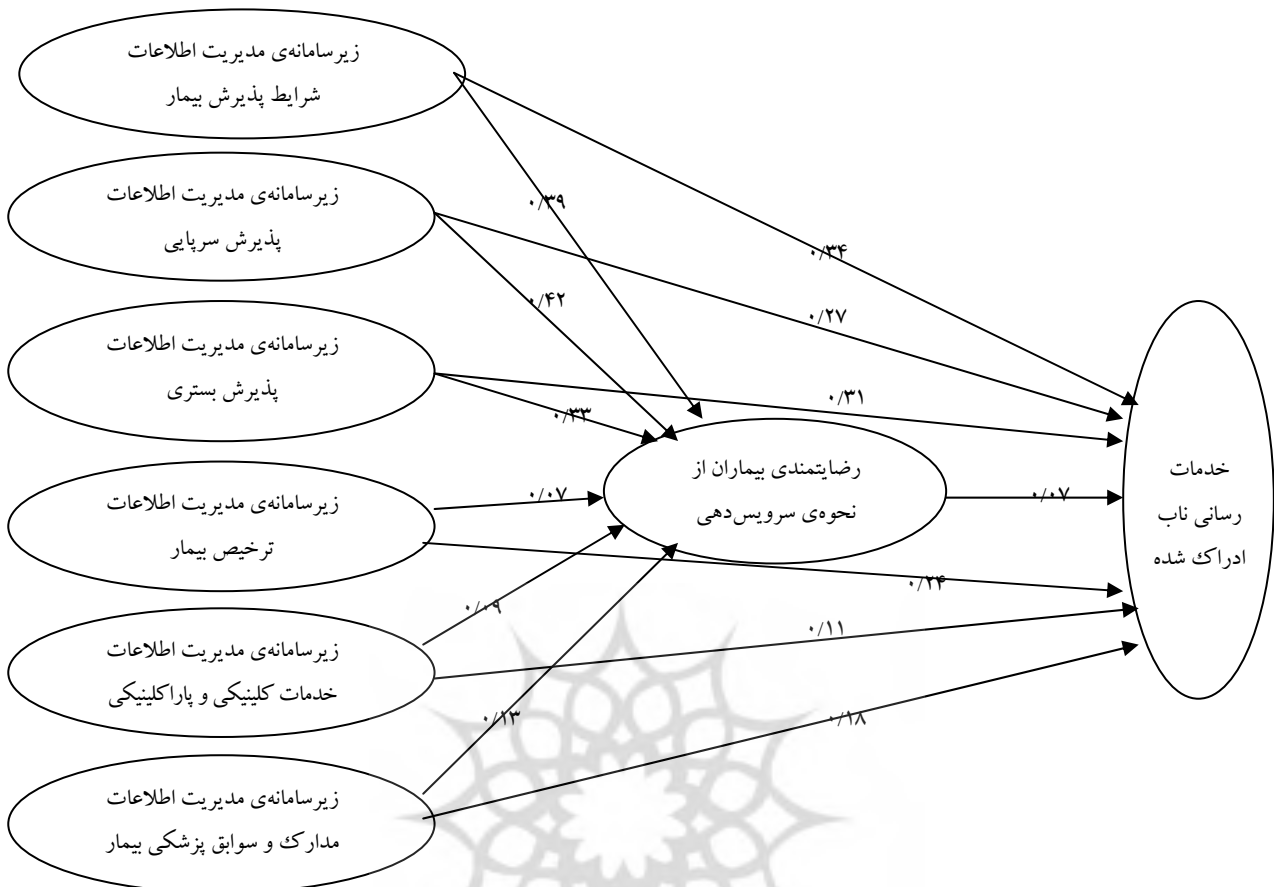 زیرسامانه‌ی مدیریت اطلاعات
شرایط پذیرش بیمار
زیرسامانه‌ی مدیریت اطلاعات
پذیرش سرپایی
زیرسامانه‌ی مدیریت اطلاعات
پذیرش بستری
زیرسامانه‌ی مدیریت اطلاعات
ترخیص بیمار
زیرسامانه‌ی مدیریت اطلاعات
خدمات کلینیکی و پاراکلینیکی
زیرسامانه‌ی مدیریت اطلاعات
مدارک و سوابق پزشکی بیمار
۰/۳۹
۰/۴۲
۰/۳۳
۰/۰۷
۰/۰۹
۰/۱۳
رضایتمندی بیماران از
نحوه‌ی سرویس‌دهی
۰/۳۴
۰/۲۷
۰/۳۱
۰/۰۷
۰/۲۴
۰/۱۱
۰/۱۸
خدمات
رسانی ناب
ادراک شده